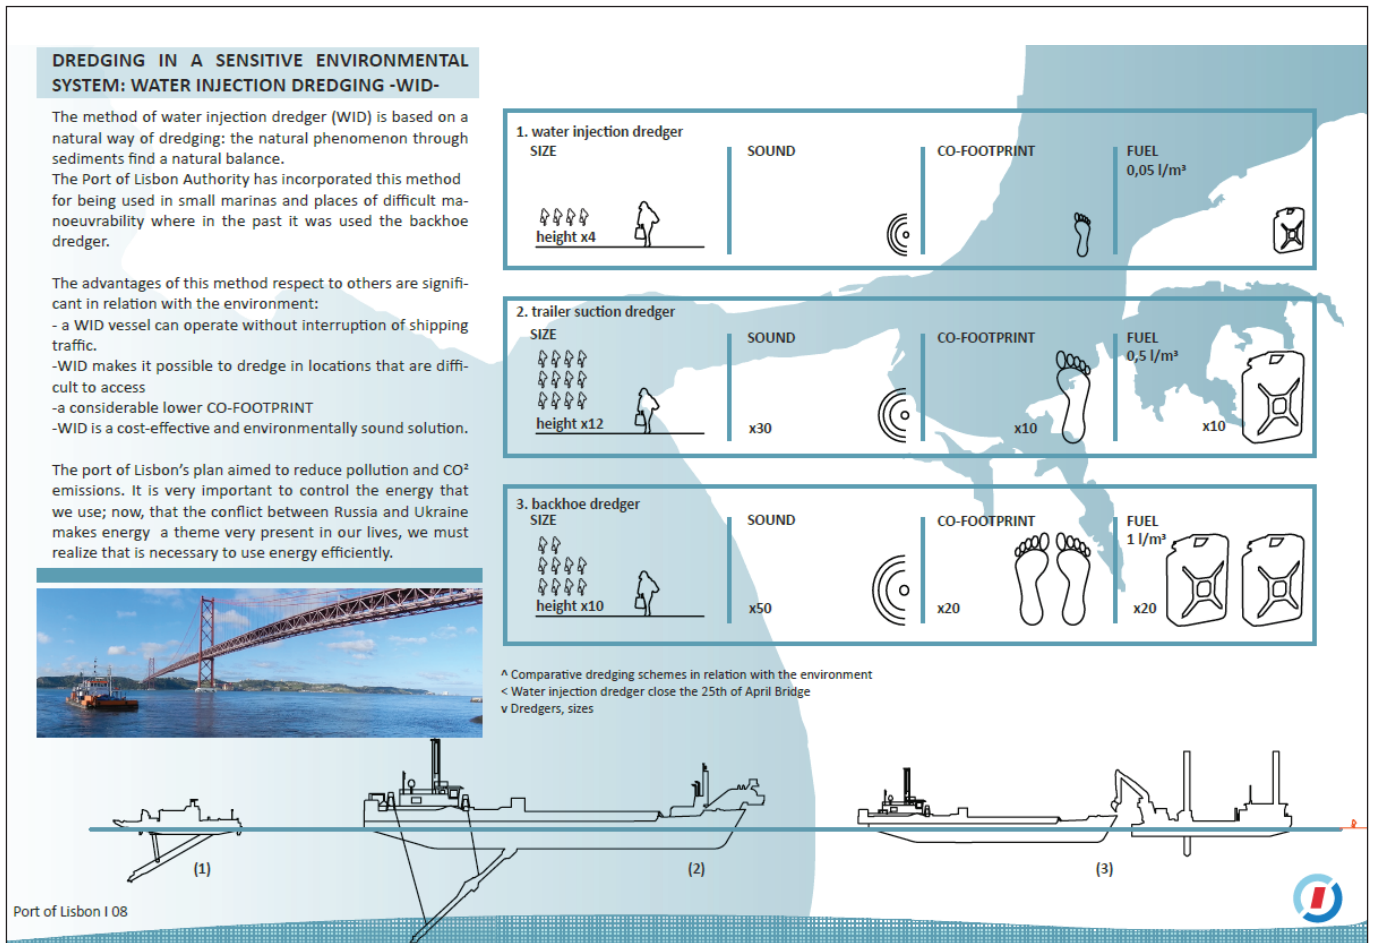 DREDGING IN A SENSITIVE ENVIRONMENTAL
SYSTEM: WATER INJECTION DREDGING -WID-
The method of water injection dredger (WID) is based on a
natural way of dredging: the natural phenomenon through
sediments find a natural balance.
The Port of Lisbon Authority has incorporated this method
for being used in small marinas and places of difficult ma-
noeuvrability where in the past it was used the backhoe
dredger.
The advantages of this method respect to others are signifi-
cant in relation with the environment:
- a WID vessel can operate without interruption of shipping
traffic.
-WID makes it possible to dredge in locations that are diffi-
cult to access
-a considerable lower CO-FOOTPRINT
-WID is a cost-effective and environmentally sound solution.
The port of Lisbon's plan aimed to reduce pollution and CO²
emissions. It is very important to control the energy that
we use; now, that the conflict between Russia and Ukraine
makes energy a theme very present in our lives, we must
realize that is necessary to use energy efficiently.
1. water injection dredger
SIZE
SOUND
CO-FOOTPRINT
FUEL
0,05 l/m³
height x4
2. trailer suction dredger
SIZE
SOUND
CO-FOOTPRINT
FUEL
0,5 l/m³
height x12
x30
x10
x10
3. backhoe dredger
SIZE
SOUND
CO-FOOTPRINT
FUEL
1 l/m³
height x10
x50
x20
x20
^ Comparative dredging schemes in relation with the environment
< Water injection dredger close the 25th of April Bridge
v Dredgers, sizes
(1)
(2)
(3)
Port of Lisbon I 08